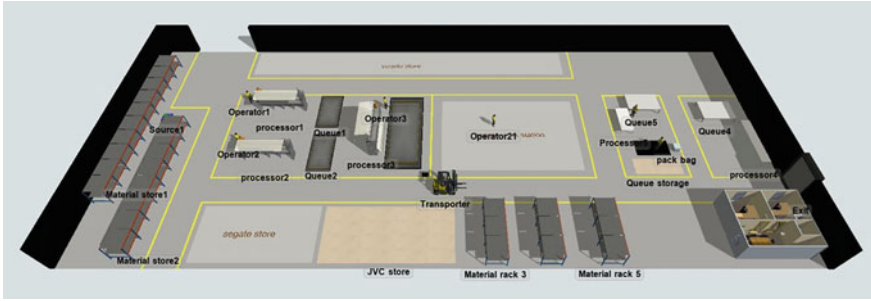 Operator1
Source1
processor1
Queue1
Operator3
Operator21
Queue5
Queue4
Operator2
processor2
Queue2
processor3
pack bag
processor4
Queue storage
Material store1
Transporter
Exit
segate store
Material store2
JVC store
Material rack 3
Material rack 5